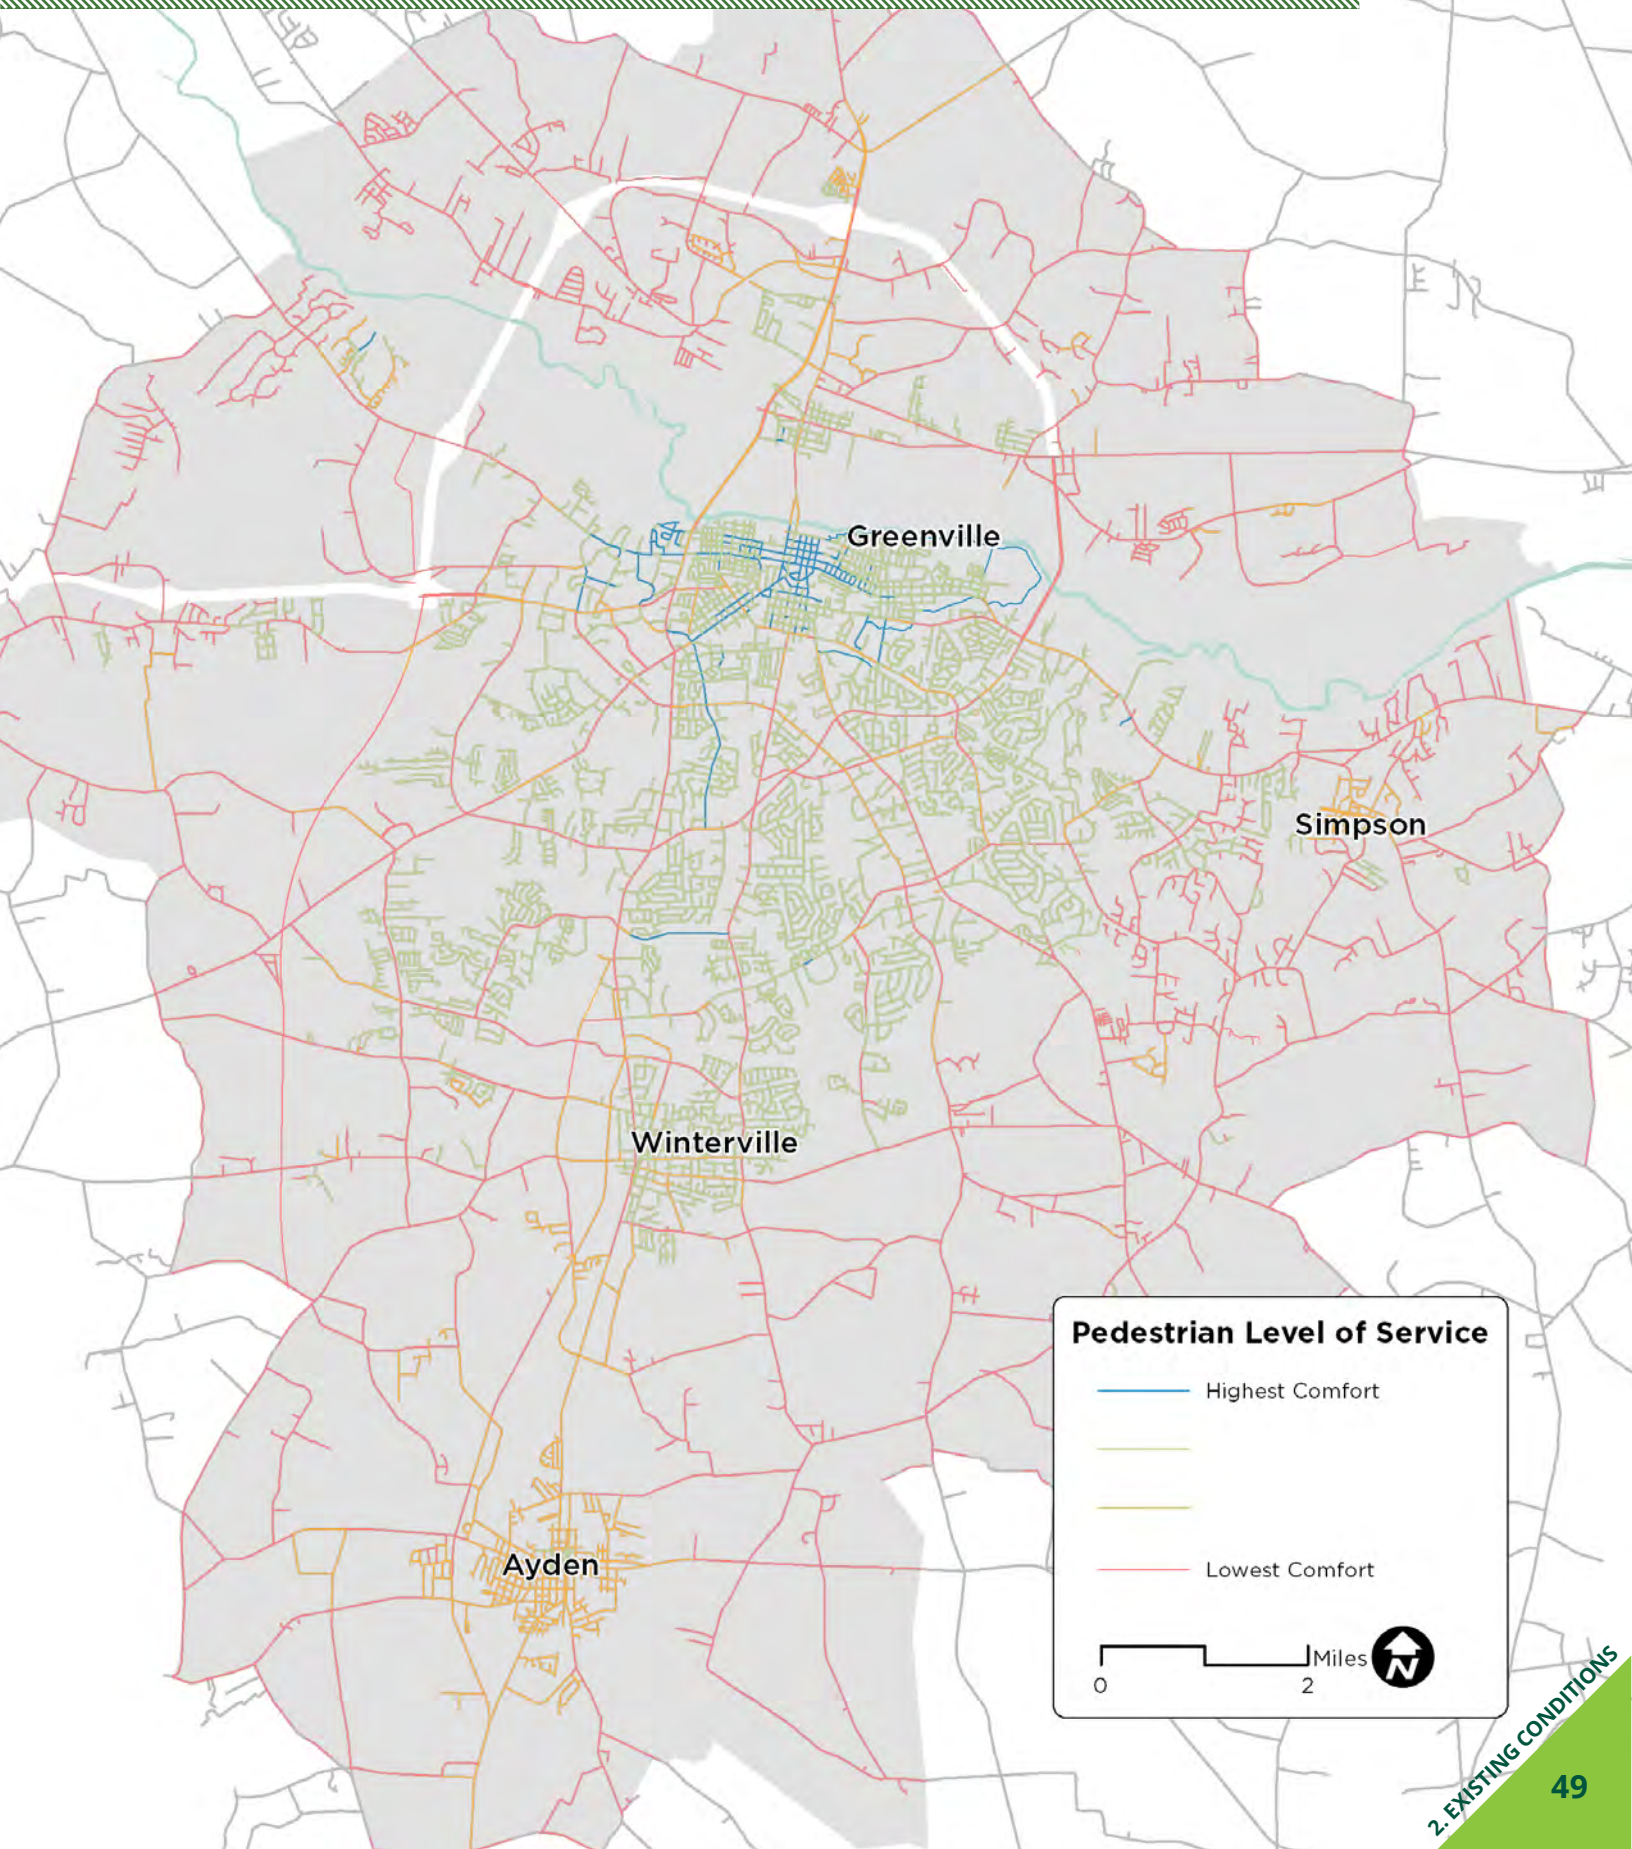 Greenville
Simpson
Winterville
Pedestrian Level of Service
Highest Comfort
Lowest Comfort
Ayden
Miles
N
0
2
2. EXISTING CONDITIONS
49